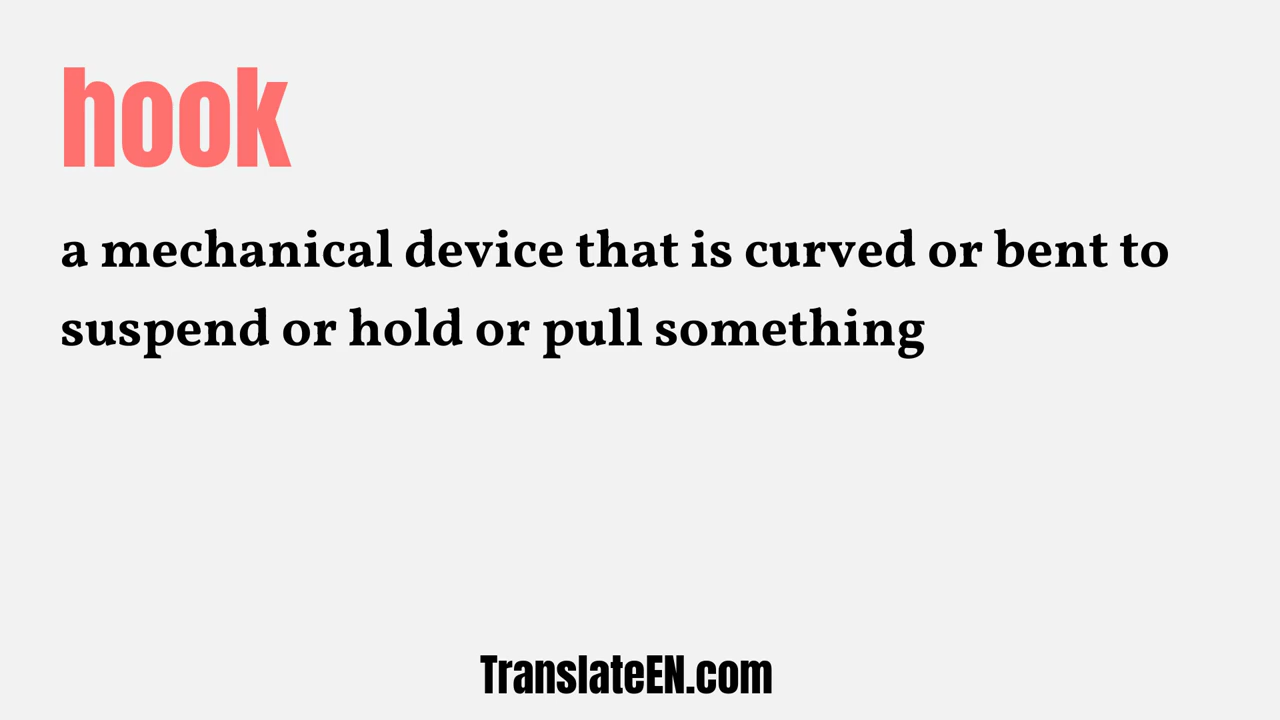 hook
a mechanical device that is curved or bent to
suspend or hold or pull something
TranslateEN.com